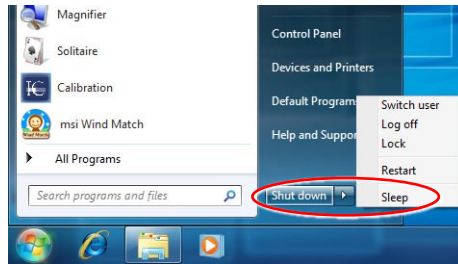 Magnifier
Solitaire
Calibration
msi Wind Match
All Programs
Search programs and files
Control Panel
Devices and Printers
Default Program
Help and Suppor
Shut down
Switch user
Log off
Lock
Restart
Sleep